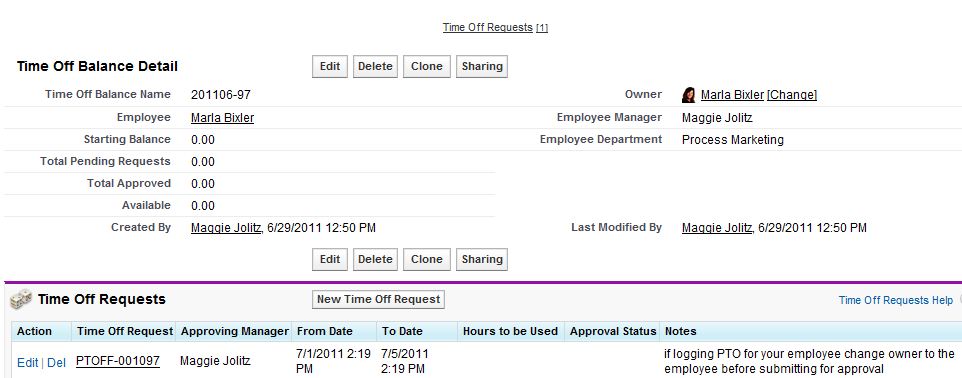 Time Off Requests [1]
Time Off Balance Detail Edit Delete Clone Sharing
Time Off Balance Name 201106-97 Owner Marla Bixler [Change]
Employee Marla Bixler Employee Manager Maggie Jolitz
Starting Balance 0.00 Employee Department Process Marketing
Total Pending Requests 0.00
Total Approved 0.00
Available 0.00
Created By Maggie Jolitz, 6/29/2011 12:50 PM Last Modified By Maggie Jolitz, 6/29/2011 12:50 PM
Edit Delete Clone Sharing
Time Off Requests New Time Off Request Time Off Requests Help
Action Time Off Request Approving Manager From Date To Date Hours to be Used Approval Status Notes
Edit | Del PTOFF-001097 Maggie Jolitz 7/1/2011 2:19 PM 7/5/2011 2:19 PM if logging PTO for your employee change owner to the
employee before submitting for approval